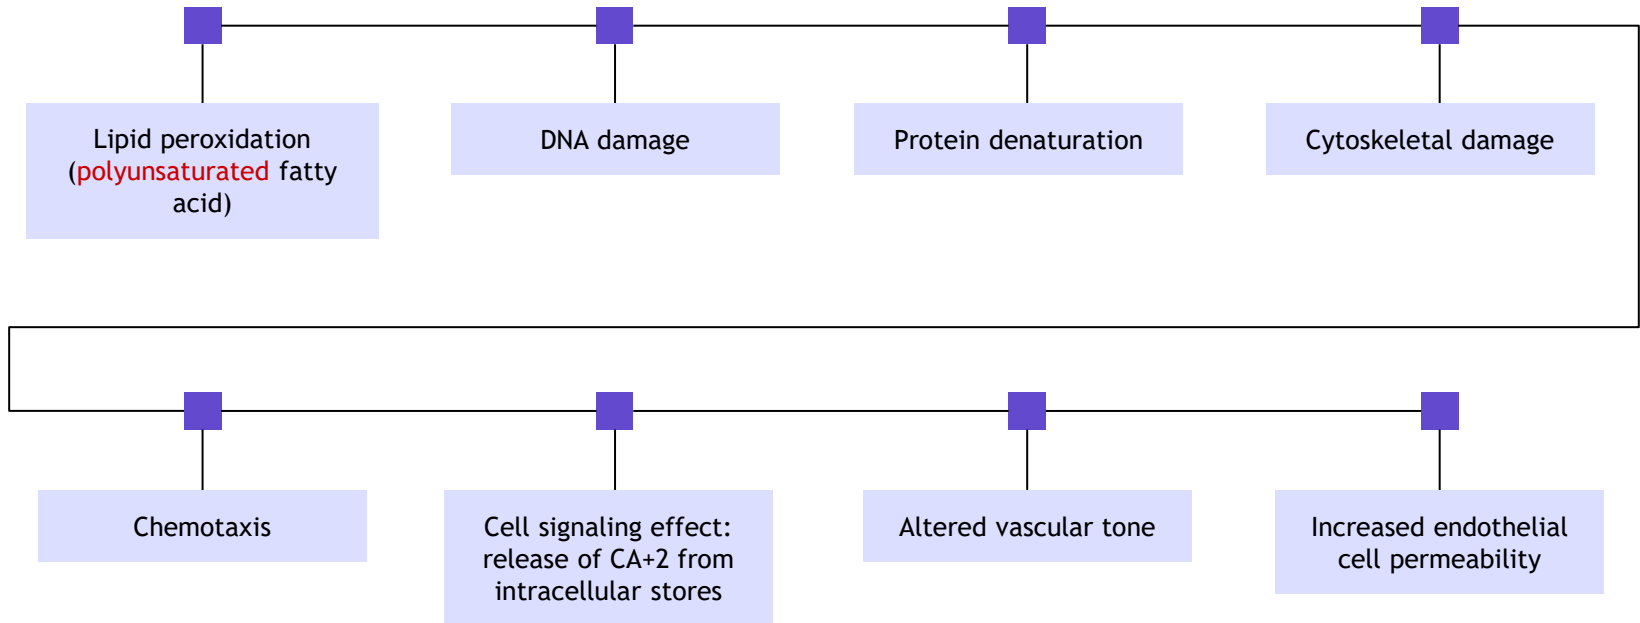 Lipid peroxidation
(polyunsaturated fatty
acid)
DNA damage
Protein denaturation
Cytoskeletal damage
Chemotaxis
Cell signaling effect:
release of CA+2 from
intracellular stores
Altered vascular tone
Increased endothelial
cell permeability